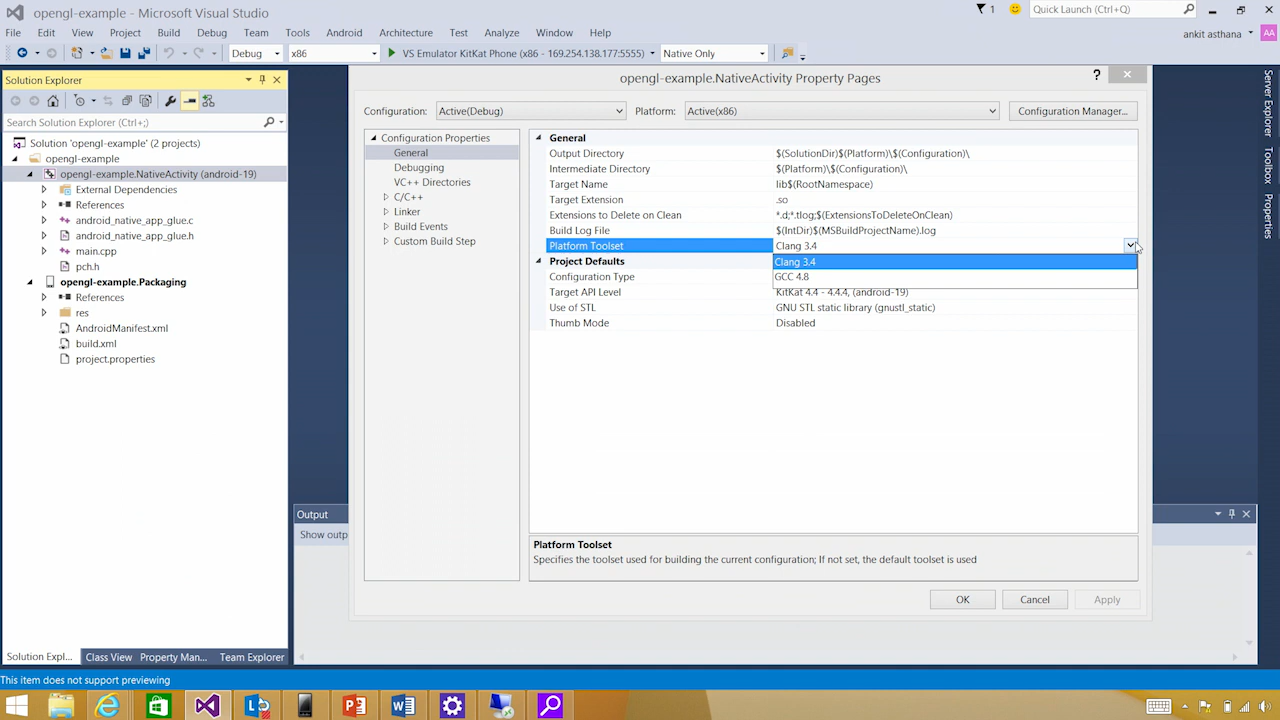 opengl-example - Microsoft Visual Studio
1
Quick Launch (Ctrl+Q)
File Edit View Project Build Debug Team Tools Android Architecture Test Analyze Window Help
ankit asthana
AA
Debug x86 VS Emulator KitKat Phone (x86 - 169.254.138.177:5555) Native Only
Solution Explorer
Search Solution Explorer (Ctrl+;)
Solution 'opengl-example' (2 projects)
opengl-example
opengl-example.NativeActivity (android-19)
External Dependencies
References
android_native_app_glue.c
android_native_app_glue.h
main.cpp
pch.h
opengl-example.Packaging
References
res
AndroidManifest.xml
build.xml
project.properties
Solution Expl... Class View Property Man... Team Explorer
opengl-example.NativeActivity Property Pages
?
Configuration: Active(Debug) Platform: Active(x86) Configuration Manager...
Configuration Properties
General
Debugging
VC++ Directories
C/C++
Linker
Build Events
Custom Build Step
General
Output Directory $(SolutionDir)$(Platform)\$(Configuration)\
Intermediate Directory $(Platform)\$(Configuration)\
Target Name lib$(RootNamespace)
Target Extension .so
Extensions to Delete on Clean *.d;*.tlog;$(ExtensionsToDeleteOnClean)
Build Log File $(IntDir)$(MSBuildProjectName).log
Platform Toolset Clang 3.4
Clang 3.4
GCC 4.8
Project Defaults
Configuration Type
Target API Level KitKat 4.4 - 4.4.4, (android-19)
Use of STL GNU STL static library (gnustl_static)
Thumb Mode Disabled
Platform Toolset
Specifies the toolset used for building the current configuration; If not set, the default toolset is used
OK Cancel Apply
Output
Show outp
Server Explorer
Toolbox
Properties
This item does not support previewing